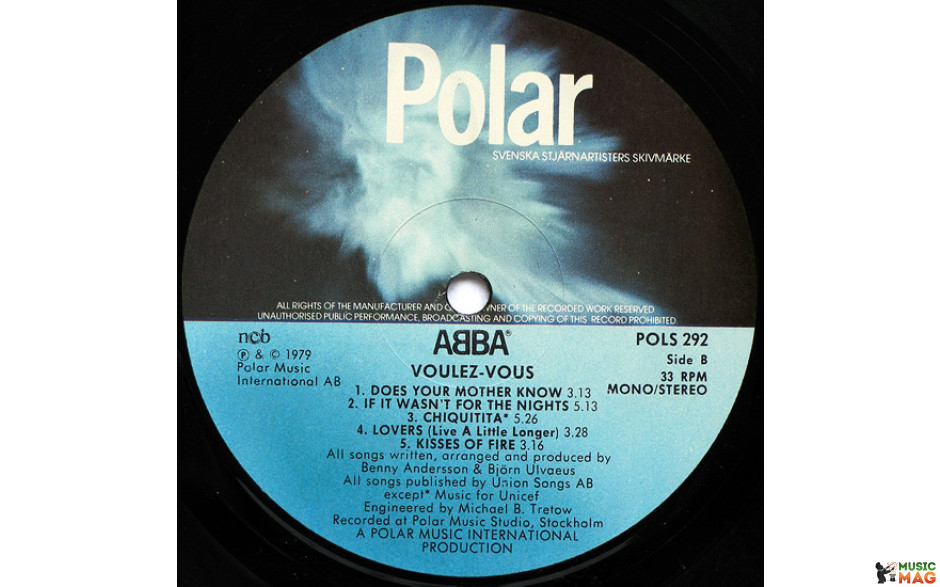 Polar
SVENSKA STJÄRNARTISTERS SKIVMÄRKE
ALL RIGHTS OF THE MANUFACTURER AND OWNER OF THE RECORDED WORK RESERVED
UNAUTHORISED PUBLIC PERFORMANCE, BROADCASTING AND COPYING OF THIS RECORD PROHIBITED
ncb
Ⓟ & © 1979
Polar Music
International AB
AᗺBA®
VOULEZ-VOUS
POLS 292
Side B
33 RPM
MONO/STEREO
1. DOES YOUR MOTHER KNOW 3.13
2. IF IT WASN'T FOR THE NIGHTS 5.13
3. CHIQUITITA* 5.26
4. LOVERS (Live A Little Longer) 3.28
5. KISSES OF FIRE 3.16
All songs written, arranged and produced by
Benny Andersson & Björn Ulvaeus
All songs published by Union Songs AB
except* Music for Unicef
Engineered by Michael B. Tretow
Recorded at Polar Music Studio, Stockholm
A POLAR MUSIC INTERNATIONAL
PRODUCTION
MUSIC
MAG